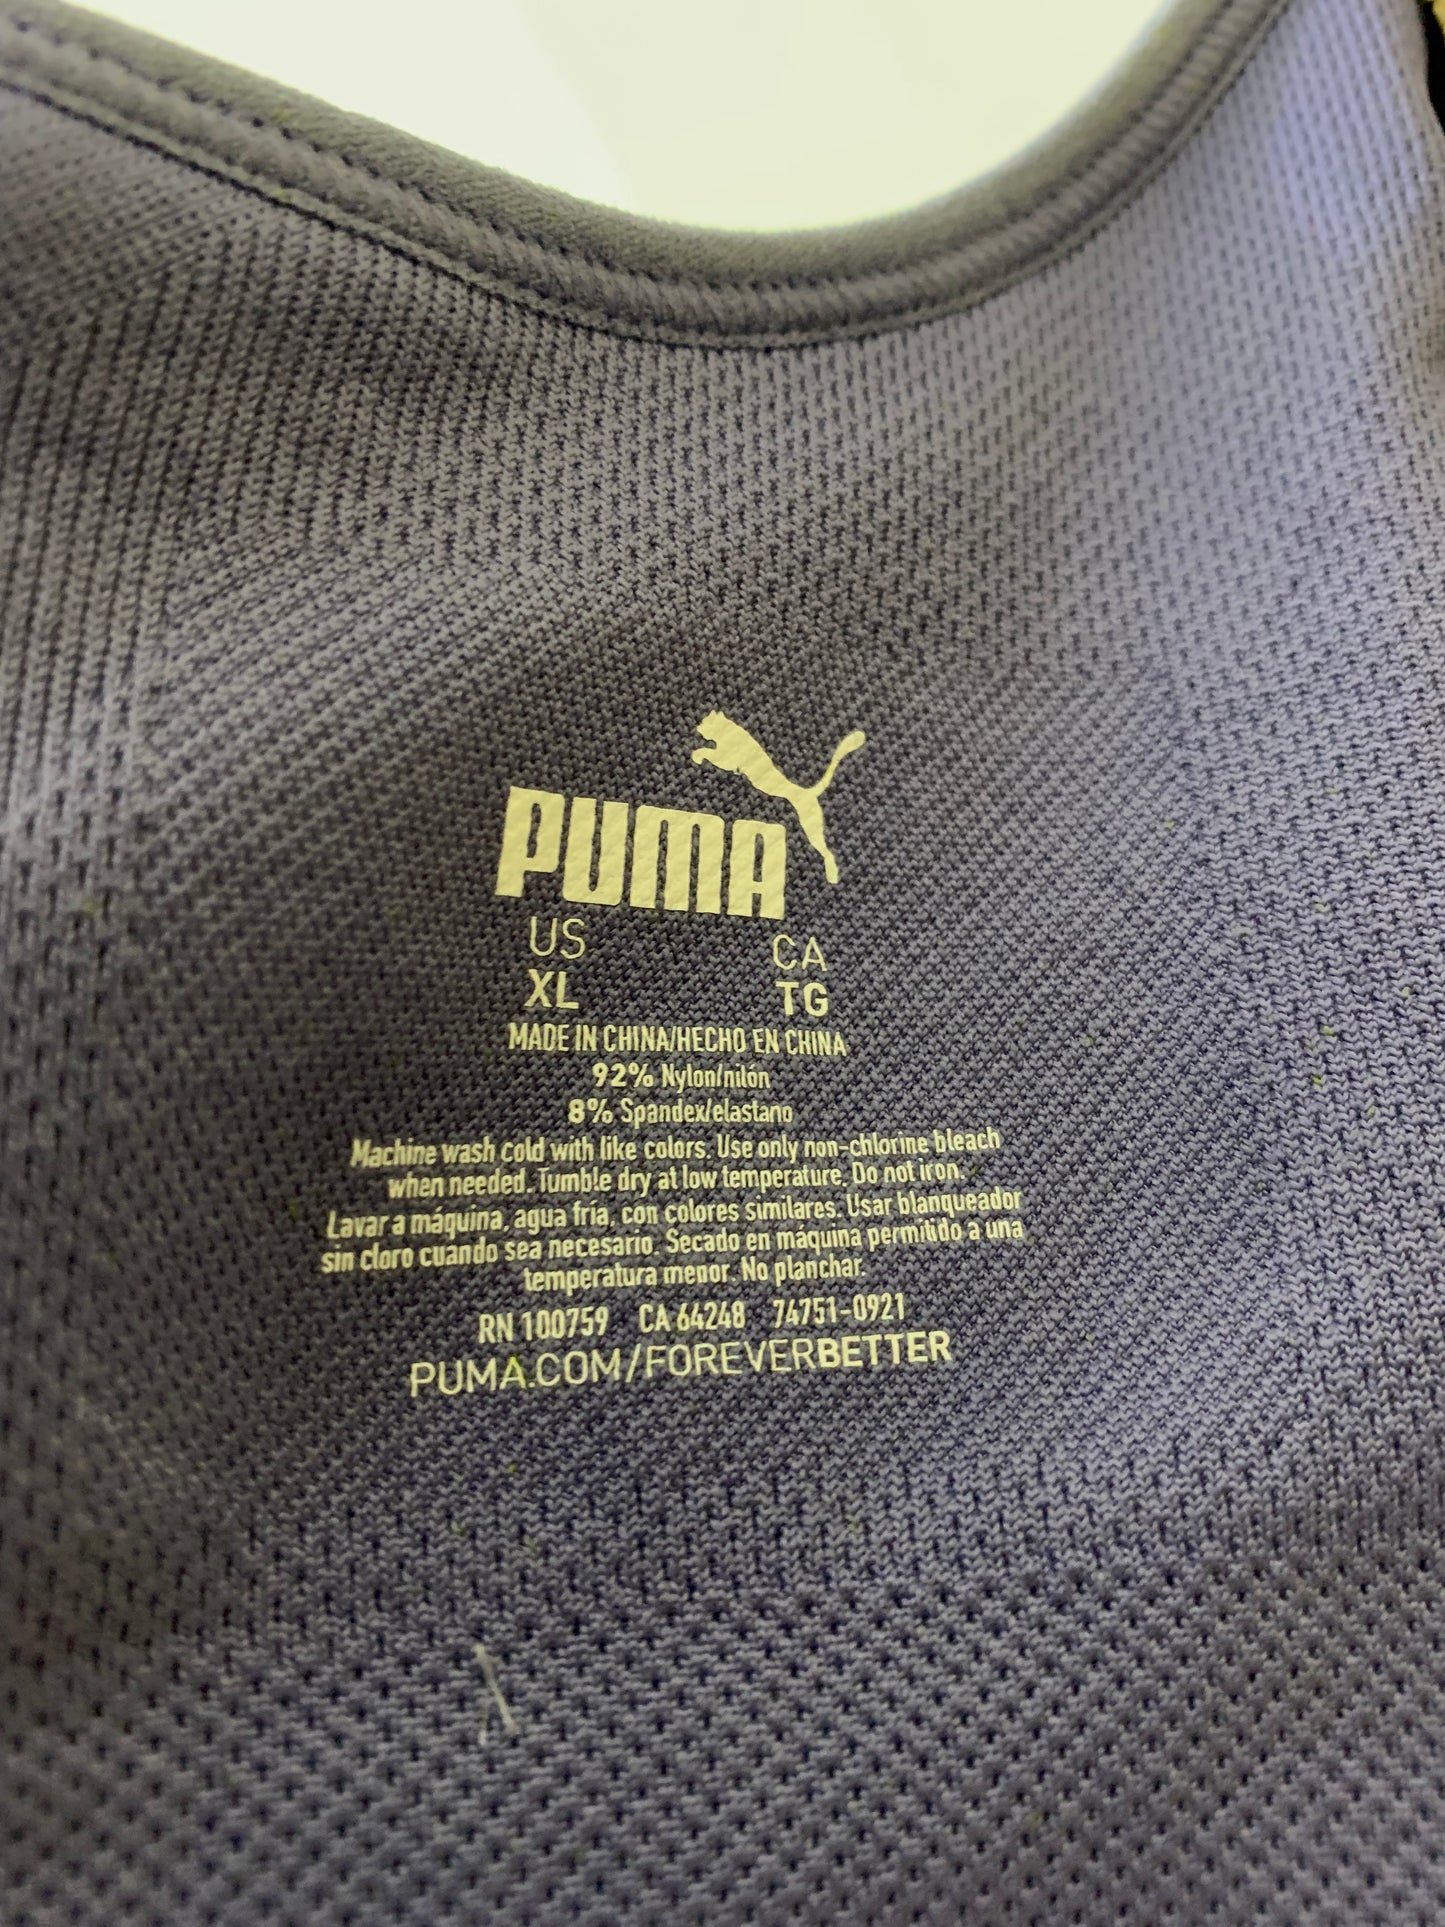 PUMA
US CA
XL TG
MADE IN CHINA/HECHO EN CHINA
92% Nylon/nilón
8% Spandex/elastano
Machine wash cold with like colors. Use only non-chlorine bleach
when needed. Tumble dry at low temperature. Do not iron.
Lavar a máquina, agua fría, con colores similares. Usar blanqueador
sin cloro cuando sea necesario. Secado en máquina permitido a una
temperatura menor. No planchar.
RN 100759 CA 64248 74751-0921
PUMA.COM/FOREVERBETTER